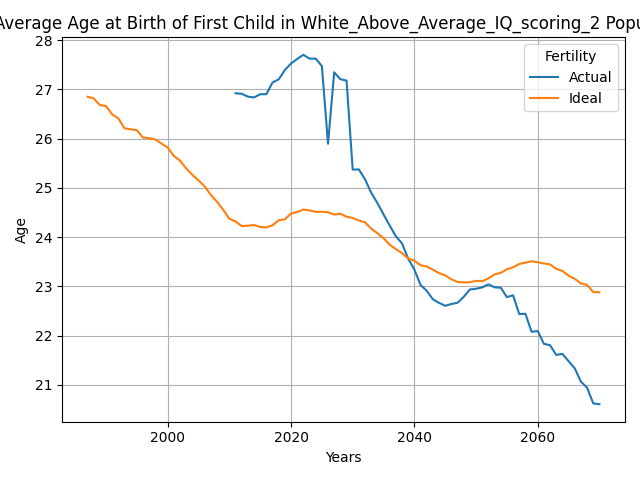 Average Age at Birth of First Child in White_Above_Average_IQ_scoring_2
28
27
26
25
24
23
22
21
Age
2000
2020
2040
2060
Years
Fertility
Actual
Ideal